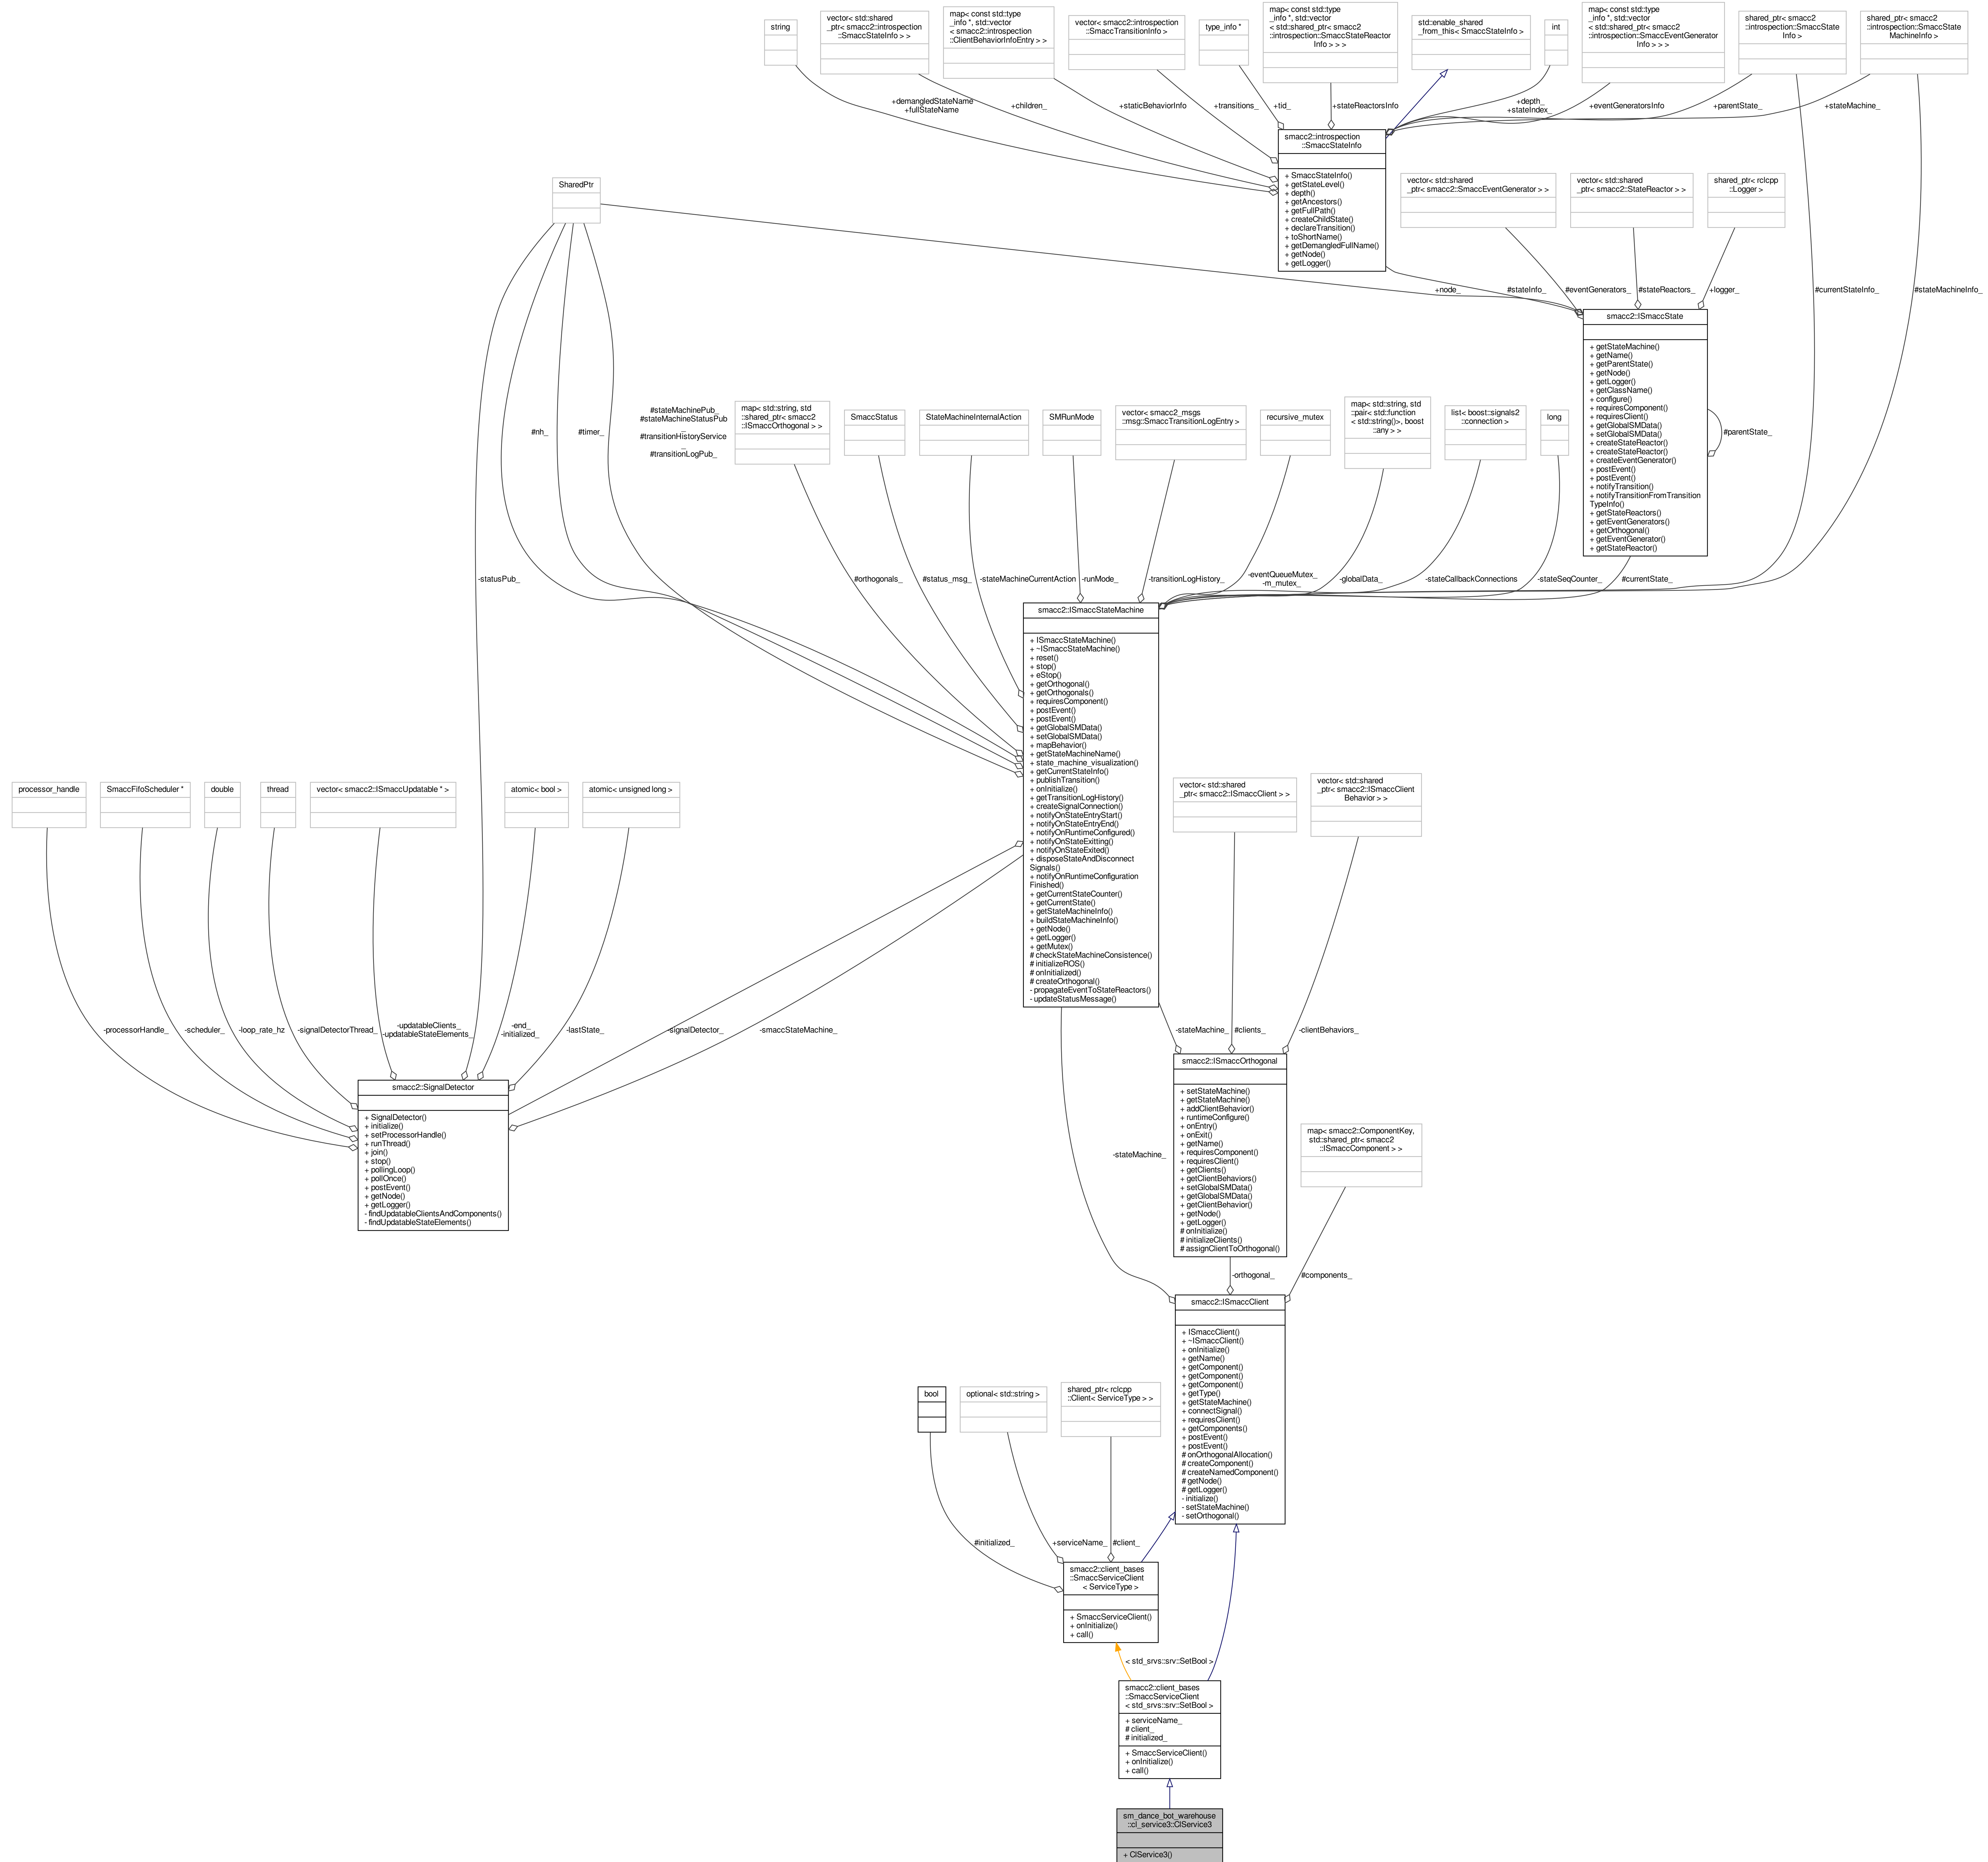 string
vector< std::shared
_ptr< smacc2::introspection
::SmaccStateInfo > >
map< const std::type
_info *, std::vector
< smacc2::introspection
::ClientBehaviorInfoEntry > >
vector< smacc2::introspection
::SmaccTransitionInfo >
type_info *
map< const std::type
_info *, std::vector
< std::shared_ptr< smacc2
::introspection::SmaccStateReactor
Info > > >
std::enable_shared
_from_this< SmaccStateInfo >
int
map< const std::type
_info *, std::vector
< std::shared_ptr< smacc2
::introspection::SmaccEventGenerator
Info > > >
shared_ptr< smacc2
::introspection::SmaccState
Info >
shared_ptr< smacc2
::introspection::SmaccState
MachineInfo >
+demangledStateName
+fullStateName
+children_
+staticBehaviorInfo
+transitions_
+tid_
+stateReactorsInfo
+depth_
+stateIndex_
+eventGeneratorsInfo
+parentState_
+stateMachine_
smacc2::introspection
::SmaccStateInfo
+ SmaccStateInfo()
+ getStateLevel()
+ depth()
+ getAncestors()
+ getFullPath()
+ createChildState()
+ declareTransition()
+ toShortName()
+ getDemangledFullName()
+ getNode()
+ getLogger()
SharedPtr
vector< std::shared
_ptr< smacc2::SmaccEventGenerator > >
vector< std::shared
_ptr< smacc2::StateReactor > >
shared_ptr< rclcpp
::Logger >
+node_
#stateInfo_
#eventGenerators_
#stateReactors_
+logger_
#currentStateInfo_
#stateMachineInfo_
smacc2::ISmaccState
+ getStateMachine()
+ getName()
+ getParentState()
+ getNode()
+ getLogger()
+ getClassName()
+ configure()
+ requiresComponent()
+ requiresClient()
+ getGlobalSMData()
+ setGlobalSMData()
+ createStateReactor()
+ createStateReactor()
+ createEventGenerator()
+ postEvent()
+ postEvent()
+ notifyTransition()
+ notifyTransitionFromTransition
TypeInfo()
+ getStateReactors()
+ getEventGenerators()
+ getOrthogonal()
+ getEventGenerator()
+ getStateReactor()
#parentState_
#nh_
#timer_
#stateMachinePub_
#stateMachineStatusPub
_
#transitionHistoryService
_
#transitionLogPub_
map< std::string, std
::shared_ptr< smacc2
::ISmaccOrthogonal > >
SmaccStatus
StateMachineInternalAction
SMRunMode
vector< smacc2_msgs
::msg::SmaccTransitionLogEntry >
recursive_mutex
map< std::string, std
::pair< std::function
< std::string()>, boost
::any > >
list< boost::signals2
::connection >
long
-statusPub_
#orthogonals_
#status_msg_
-stateMachineCurrentAction
-runMode_
-transitionLogHistory_
-eventQueueMutex_
-m_mutex_
-globalData_
-stateCallbackConnections
-stateSeqCounter_
#currentState_
smacc2::ISmaccStateMachine
+ ISmaccStateMachine()
+ ~ISmaccStateMachine()
+ reset()
+ stop()
+ eStop()
+ getOrthogonal()
+ getOrthogonals()
+ requiresComponent()
+ postEvent()
+ postEvent()
+ getGlobalSMData()
+ setGlobalSMData()
+ mapBehavior()
+ getStateMachineName()
+ state_machine_visualization()
+ getCurrentStateInfo()
+ publishTransition()
+ onInitialize()
+ getTransitionLogHistory()
+ createSignalConnection()
+ notifyOnStateEntryStart()
+ notifyOnStateEntryEnd()
+ notifyOnRuntimeConfigured()
+ notifyOnStateExitting()
+ notifyOnStateExited()
+ disposeStateAndDisconnect
Signals()
+ notifyOnRuntimeConfiguration
Finished()
+ getCurrentStateCounter()
+ getCurrentState()
+ getStateMachineInfo()
+ buildStateMachineInfo()
+ getNode()
+ getLogger()
+ getMutex()
# checkStateMachineConsistence()
# initializeROS()
# onInitialized()
# createOrthogonal()
- propagateEventToStateReactors()
- updateStatusMessage()
processor_handle
SmaccFifoScheduler *
double
thread
vector< smacc2::ISmaccUpdatable * >
atomic< bool >
atomic< unsigned long >
vector< std::shared
_ptr< smacc2::ISmaccClient > >
vector< std::shared
_ptr< smacc2::ISmaccClient
Behavior > >
-processorHandle_
-scheduler_
-loop_rate_hz
-signalDetectorThread_
-updatableClients_
-updatableStateElements_
-end_
-initialized_
-lastState_
-signalDetector_
-smaccStateMachine_
-stateMachine_
#clients_
-clientBehaviors_
smacc2::SignalDetector
+ SignalDetector()
+ initialize()
+ setProcessorHandle()
+ runThread()
+ join()
+ stop()
+ pollingLoop()
+ pollOnce()
+ postEvent()
+ getNode()
+ getLogger()
- findUpdatableClientsAndComponents()
- findUpdatableStateElements()
smacc2::ISmaccOrthogonal
+ setStateMachine()
+ getStateMachine()
+ addClientBehavior()
+ runtimeConfigure()
+ onEntry()
+ onExit()
+ getName()
+ requiresComponent()
+ requiresClient()
+ getClients()
+ getClientBehaviors()
+ setGlobalSMData()
+ getGlobalSMData()
+ getClientBehavior()
+ getNode()
+ getLogger()
# onInitialize()
# initializeClients()
# assignClientToOrthogonal()
map< smacc2::ComponentKey,
std::shared_ptr< smacc2
::ISmaccComponent > >
-stateMachine_
-orthogonal_
#components_
smacc2::ISmaccClient
+ ISmaccClient()
+ ~ISmaccClient()
+ onInitialize()
+ getName()
+ getComponent()
+ getComponent()
+ getComponent()
+ getType()
+ getStateMachine()
+ connectSignal()
+ requiresClient()
+ getComponents()
+ postEvent()
+ postEvent()
# onOrthogonalAllocation()
# createComponent()
# createNamedComponent()
# getNode()
# getLogger()
- initialize()
- setStateMachine()
- setOrthogonal()
bool
optional< std::string >
shared_ptr< rclcpp
::Client< ServiceType > >
#initialized_
+serviceName_
#client_
smacc2::client_bases
::SmaccServiceClient
< ServiceType >
+ SmaccServiceClient()
+ onInitialize()
+ call()
< std_srvs::srv::SetBool >
smacc2::client_bases
::SmaccServiceClient
< std_srvs::srv::SetBool >
+ serviceName_
# client_
# initialized_
+ SmaccServiceClient()
+ onInitialize()
+ call()
sm_dance_bot_warehouse
::cl_service3::ClService3
+ ClService3()